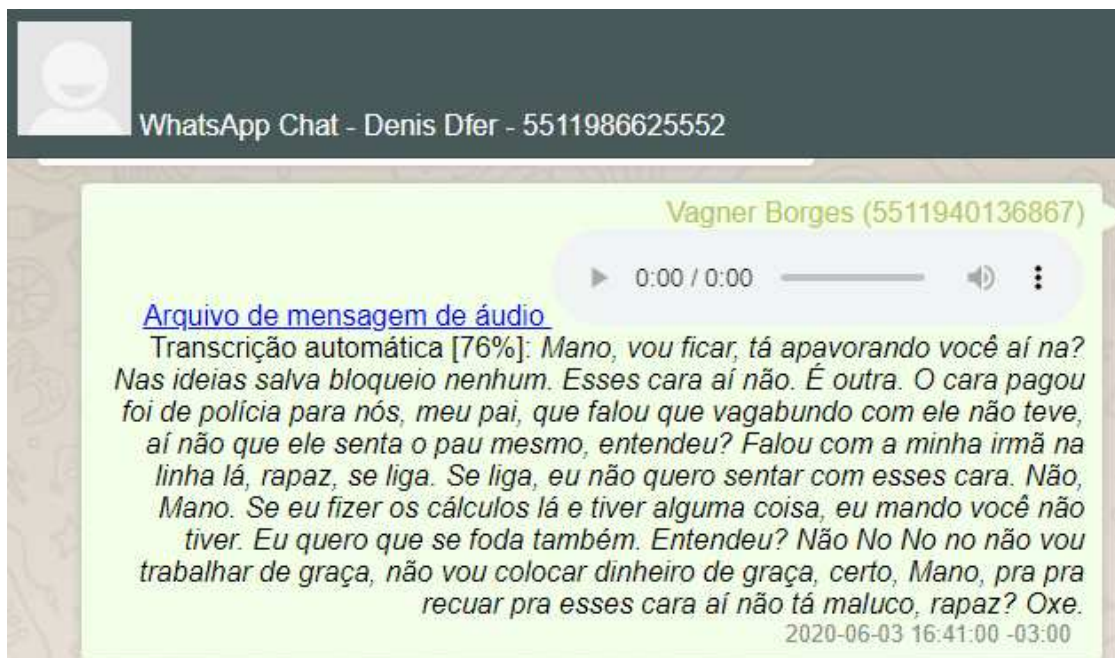 WhatsApp Chat - Denis Dfer - 5511986625552
Vagner Borges (5511940136867)
0:00 / 0:00
Arquivo de mensagem de áudio
Transcrição automática [76%]: Mano, vou ficar, tá apavorando você aí na?
Nas ideias salva bloqueio nenhum. Esses cara aí não. É outra. O cara pagou
foi de polícia para nós, meu pai, que falou que vagabundo com ele não teve,
aí não que ele senta o pau mesmo, entendeu? Falou com a minha irmã na
linha lá, rapaz, se liga. Se liga, eu não quero sentar com esses cara. Não,
Mano. Se eu fizer os cálculos lá e tiver alguma coisa, eu mando você não
tiver. Eu quero que se foda também. Entendeu? Não No No no não vou
trabalhar de graça, não vou colocar dinheiro de graça, certo, Mano, pra pra
recuar pra esses cara aí não tá maluco, rapaz? Oxe.
2020-06-03 16:41:00 -03:00